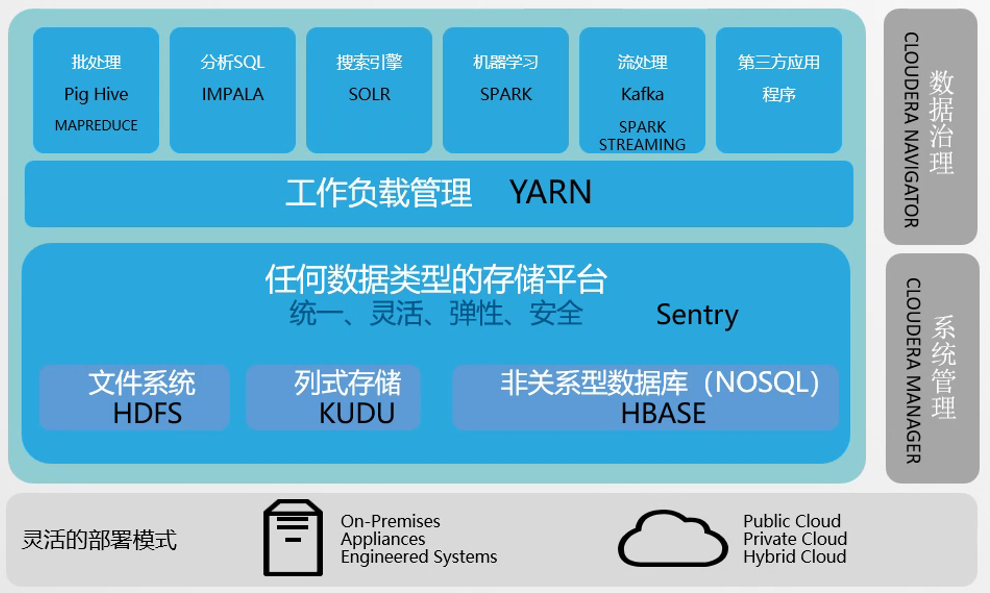 批处理
Pig Hive
MAPREDUCE
分析SQL
IMPALA
搜索引擎
SOLR
机器学习
SPARK
流处理
Kafka
SPARK
STREAMING
第三方应用
程序
工作负载管理 YARN
任何数据类型的存储平台
统一、灵活、弹性、安全
Sentry
文件系统
HDFS
列式存储
KUDU
非关系型数据库（NOSQL）
HBASE
数据治理
CLOUDERA NAVIGATOR
系统管理
CLOUDERA MANAGER
灵活的部署模式
On-Premises
Appliances
Engineered Systems
Public Cloud
Private Cloud
Hybrid Cloud